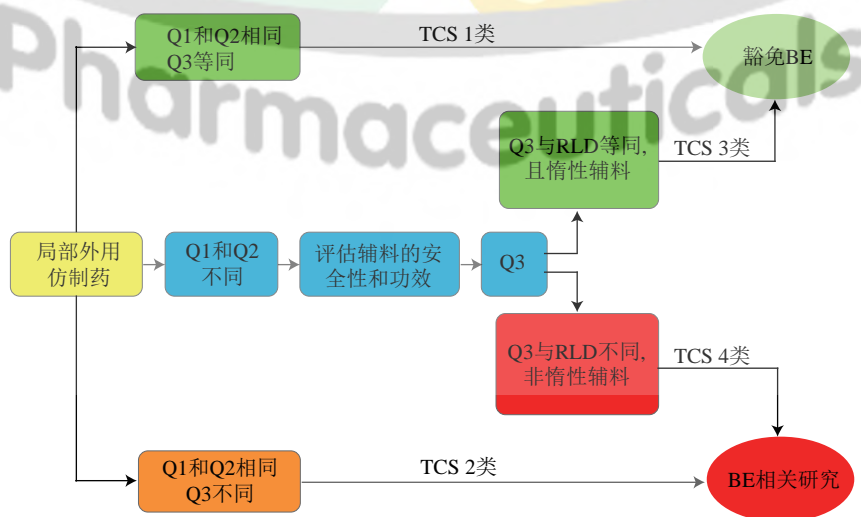 Q1和Q2相同
Q3等同
TCS 1类
豁免BE
Pharmaceuticals
Q3与RLD等同,
且惰性辅料
TCS 3类
局部外用
仿制药
Q1和Q2
不同
评估辅料的安
全性和功效
Q3
Q3与RLD不同,
非惰性辅料
TCS 4类
Q1和Q2相同
Q3不同
TCS 2类
BE相关研究